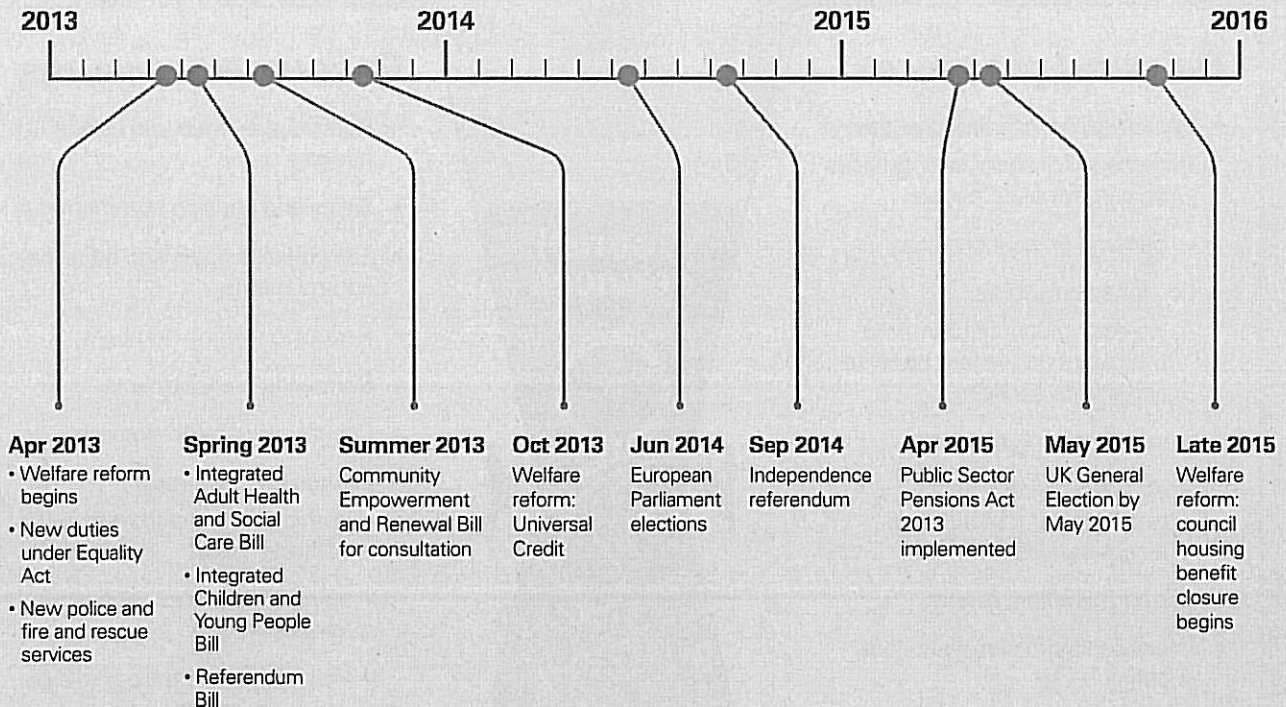 2013
2014
2015
2016
Apr 2013
• Welfare reform
begins
• New duties
under Equality
Act
• New police and
fire and rescue
services
Spring 2013
• Integrated
Adult Health
and Social
Care Bill
• Integrated
Children and
Young People
Bill
• Referendum
Bill
Summer 2013
Community
Empowerment
and Renewal Bill
for consultation
Oct 2013
Welfare
reform:
Universal
Credit
Jun 2014
European
Parliament
elections
Sep 2014
Independence
referendum
Apr 2015
Public Sector
Pensions Act
2013
implemented
May 2015
UK General
Election by
May 2015
Late 2015
Welfare
reform:
council
housing
benefit
closure
begins